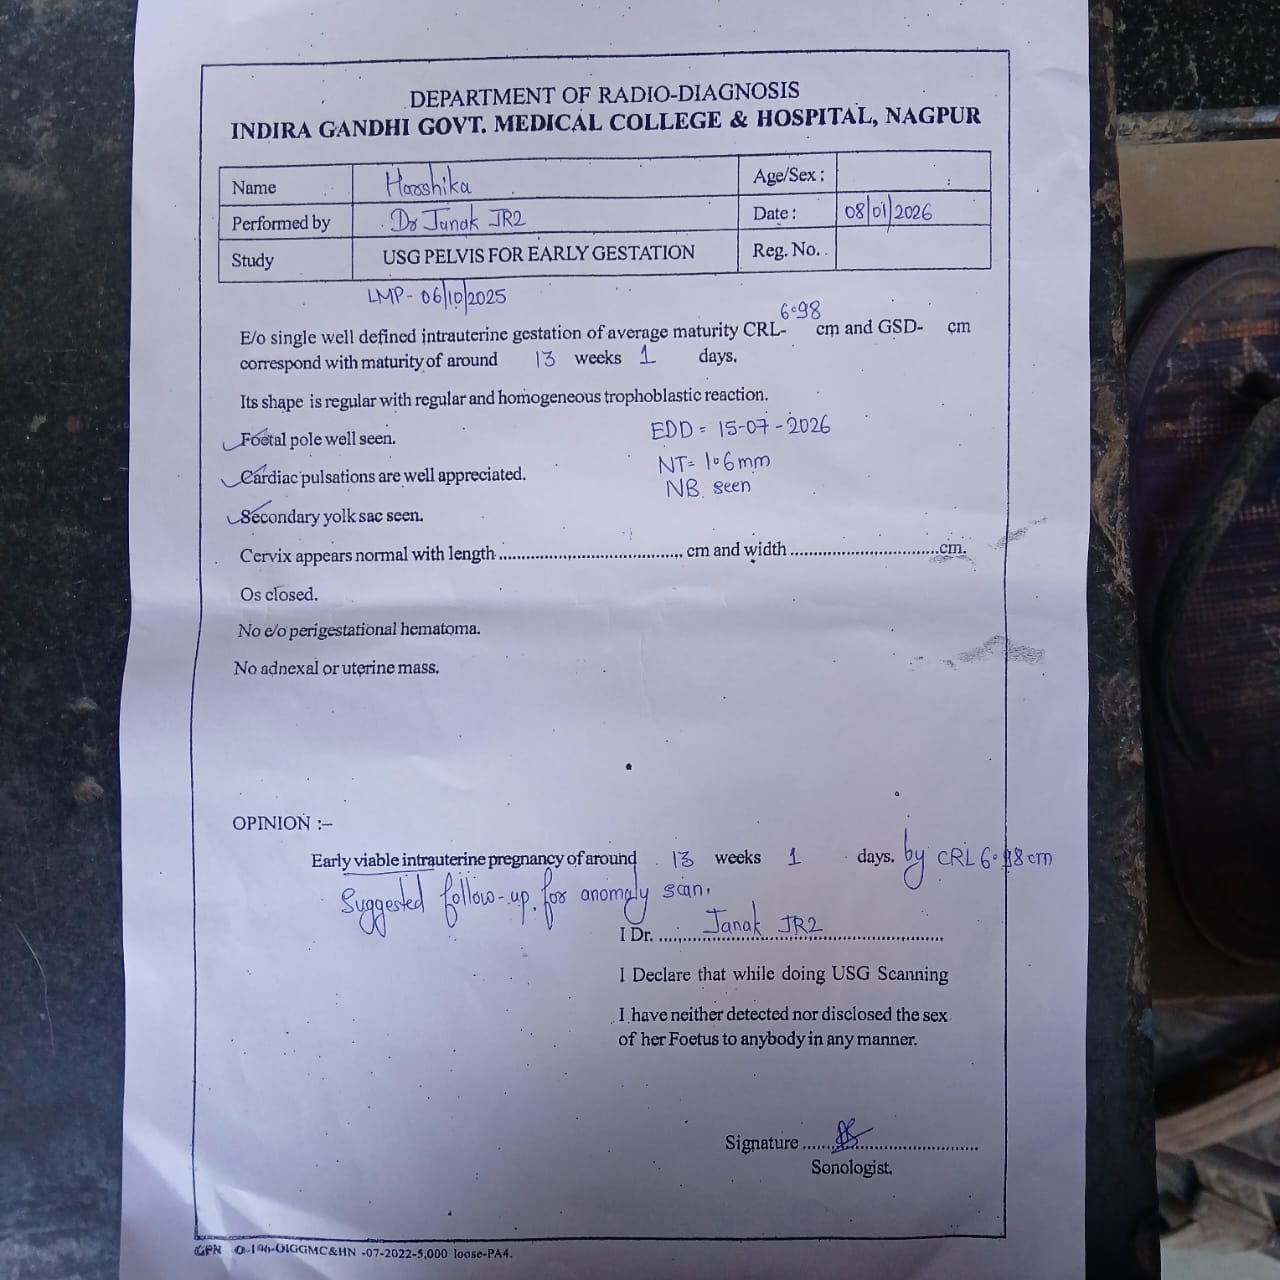 DEPARTMENT OF RADIO-DIAGNOSIS
INDIRA GANDHI GOVT. MEDICAL COLLEGE & HOSPITAL, NAGPUR
Name Harshika Age/Sex :
Performed by Dr Janak JR2 Date : 08/01/2026
Study USG PELVIS FOR EARLY GESTATION Reg. No. .
LMP - 06/10/2025
E/o single well defined intrauterine gestation of average maturity CRL- 6.98 cm and GSD- cm
correspond with maturity of around 13 weeks 1 days.
Its shape is regular with regular and homogeneous trophoblastic reaction.
Foetal pole well seen. EDD = 15-07-2026
NT= 1.6mm
Cardiac pulsations are well appreciated.
NB. seen
Secondary yolk sac seen.
Cervix appears normal with length ........................................ cm and width ................................cm.
Os closed.
No e/o perigestational hematoma.
No adnexal or uterine mass.
OPINION :-
Early viable intrauterine pregnancy of around 13 weeks 1 days. by CRL 6.98 cm
Suggested follow-up. for anomaly scan.
I Dr. ..... Janak JR2 .....
I Declare that while doing USG Scanning
I have neither detected nor disclosed the sex
of her Foetus to anybody in any manner.
Signature ..............................
Sonologist.
-07-2022-5,000 loose-PA4.